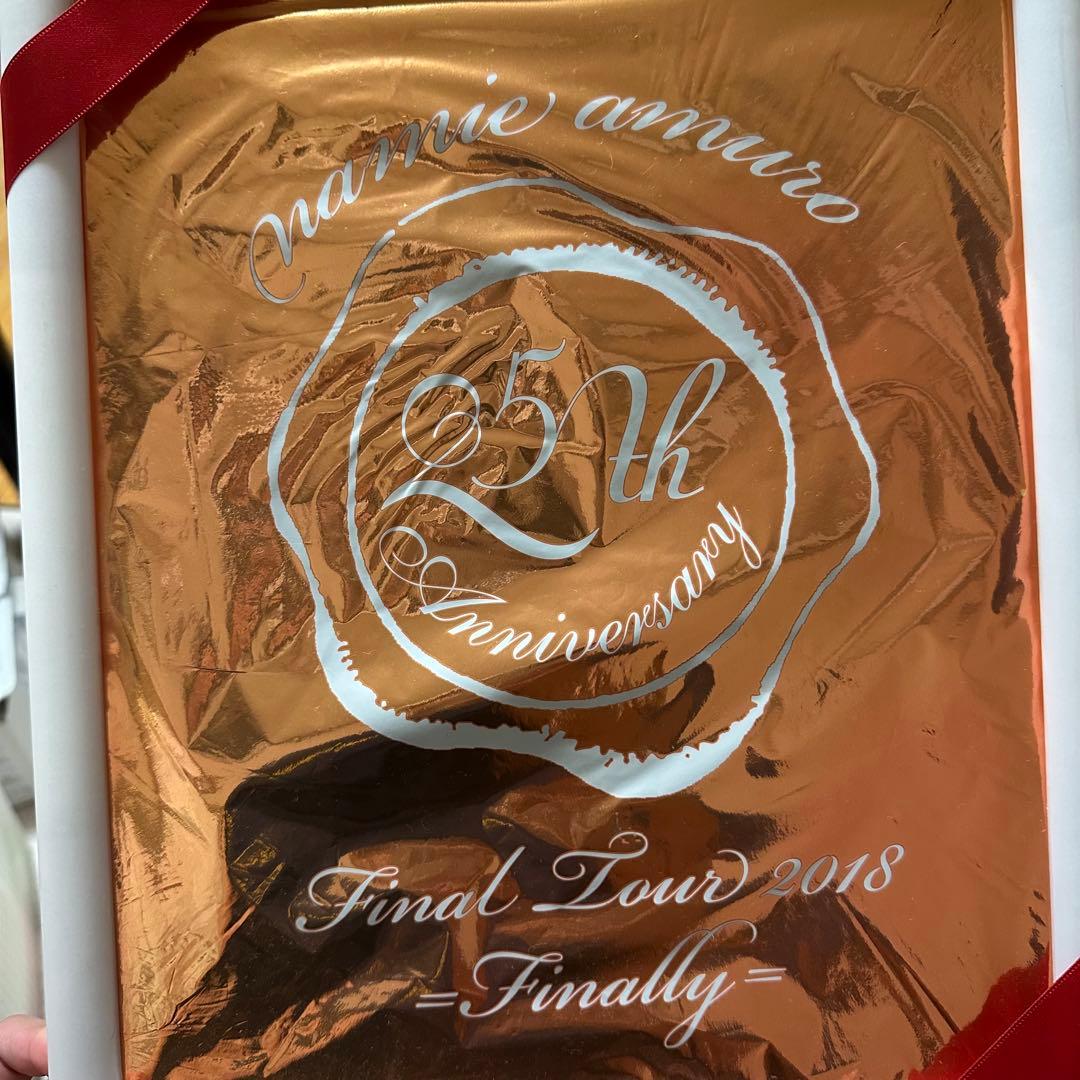 namie amuro
25th
Anniversary
Final Tour 2018
=Finally=